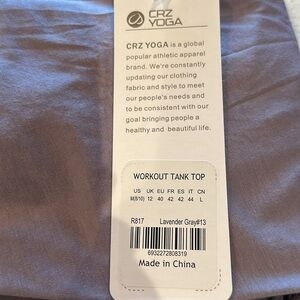 CRZ
YOGA
CRZ YOGA is a global
popular athletic apparel
brand. We're constantly
updating our clothing
fabric and style to meet
our people's needs and
to be consistent with our
goal bringing people a
healthy and beautiful life.
WORKOUT TANK TOP
US UK EU FR ES IT CN
M(8/10) 12 40 42 42 44 L
R817 Lavender Gray#13
6932272808319
Made in China